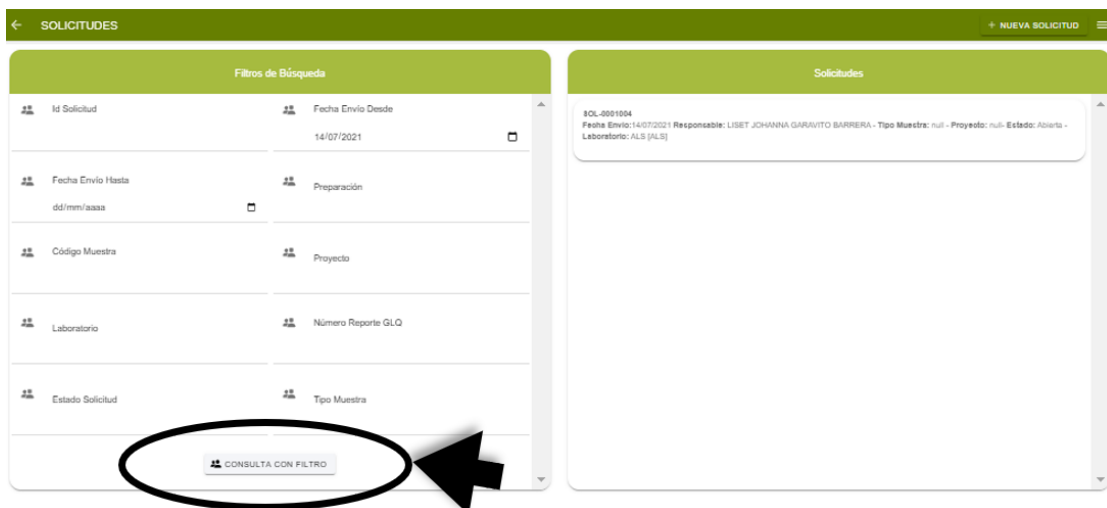 SOLICITUDES
+ NUEVA SOLICITUD
Filtros de Búsqueda
Id Solicitud
Fecha Envío Desde
14/07/2021
Fecha Envío Hasta
dd/mm/aaaa
Preparación
Código Muestra
Proyecto
Laboratorio
Número Reporte GLQ
Estado Solicitud
Tipo Muestra
CONSULTA CON FILTRO
Solicitudes
SOL-0001004
Fecha Envío:14/07/2021 Responsable: LISET JOHANNA GARAVITO BARRERA - Tipo Muestra: null - Proyecto: null- Estado: Abierta -
Laboratorio: ALS [ALS]